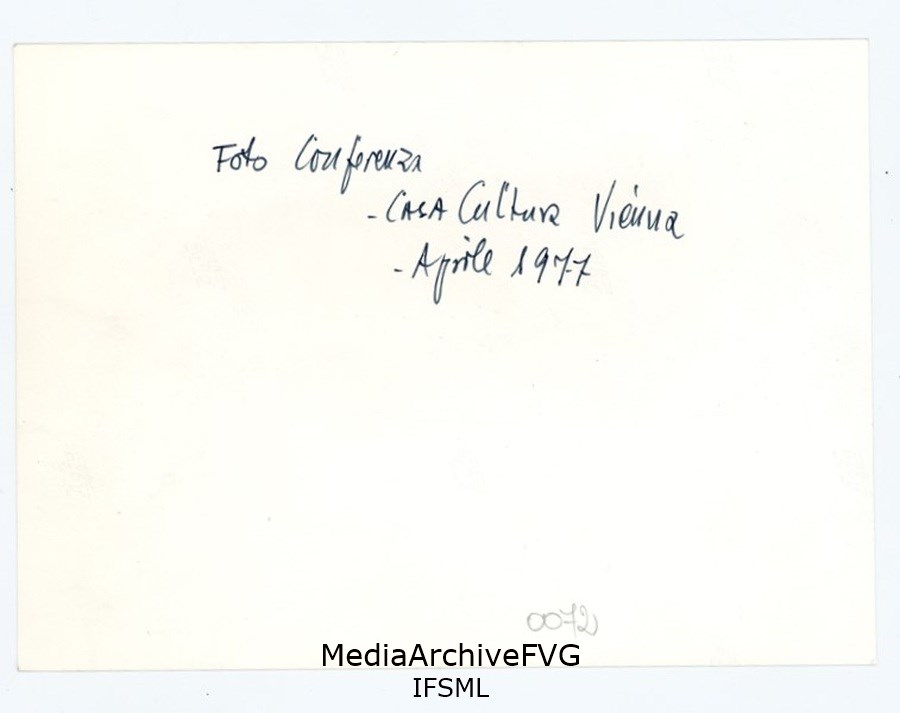 Foto Conferenza
- CASA Cultura Vienna
- Aprile 1977
0072
MediaArchiveFVG
IFSML